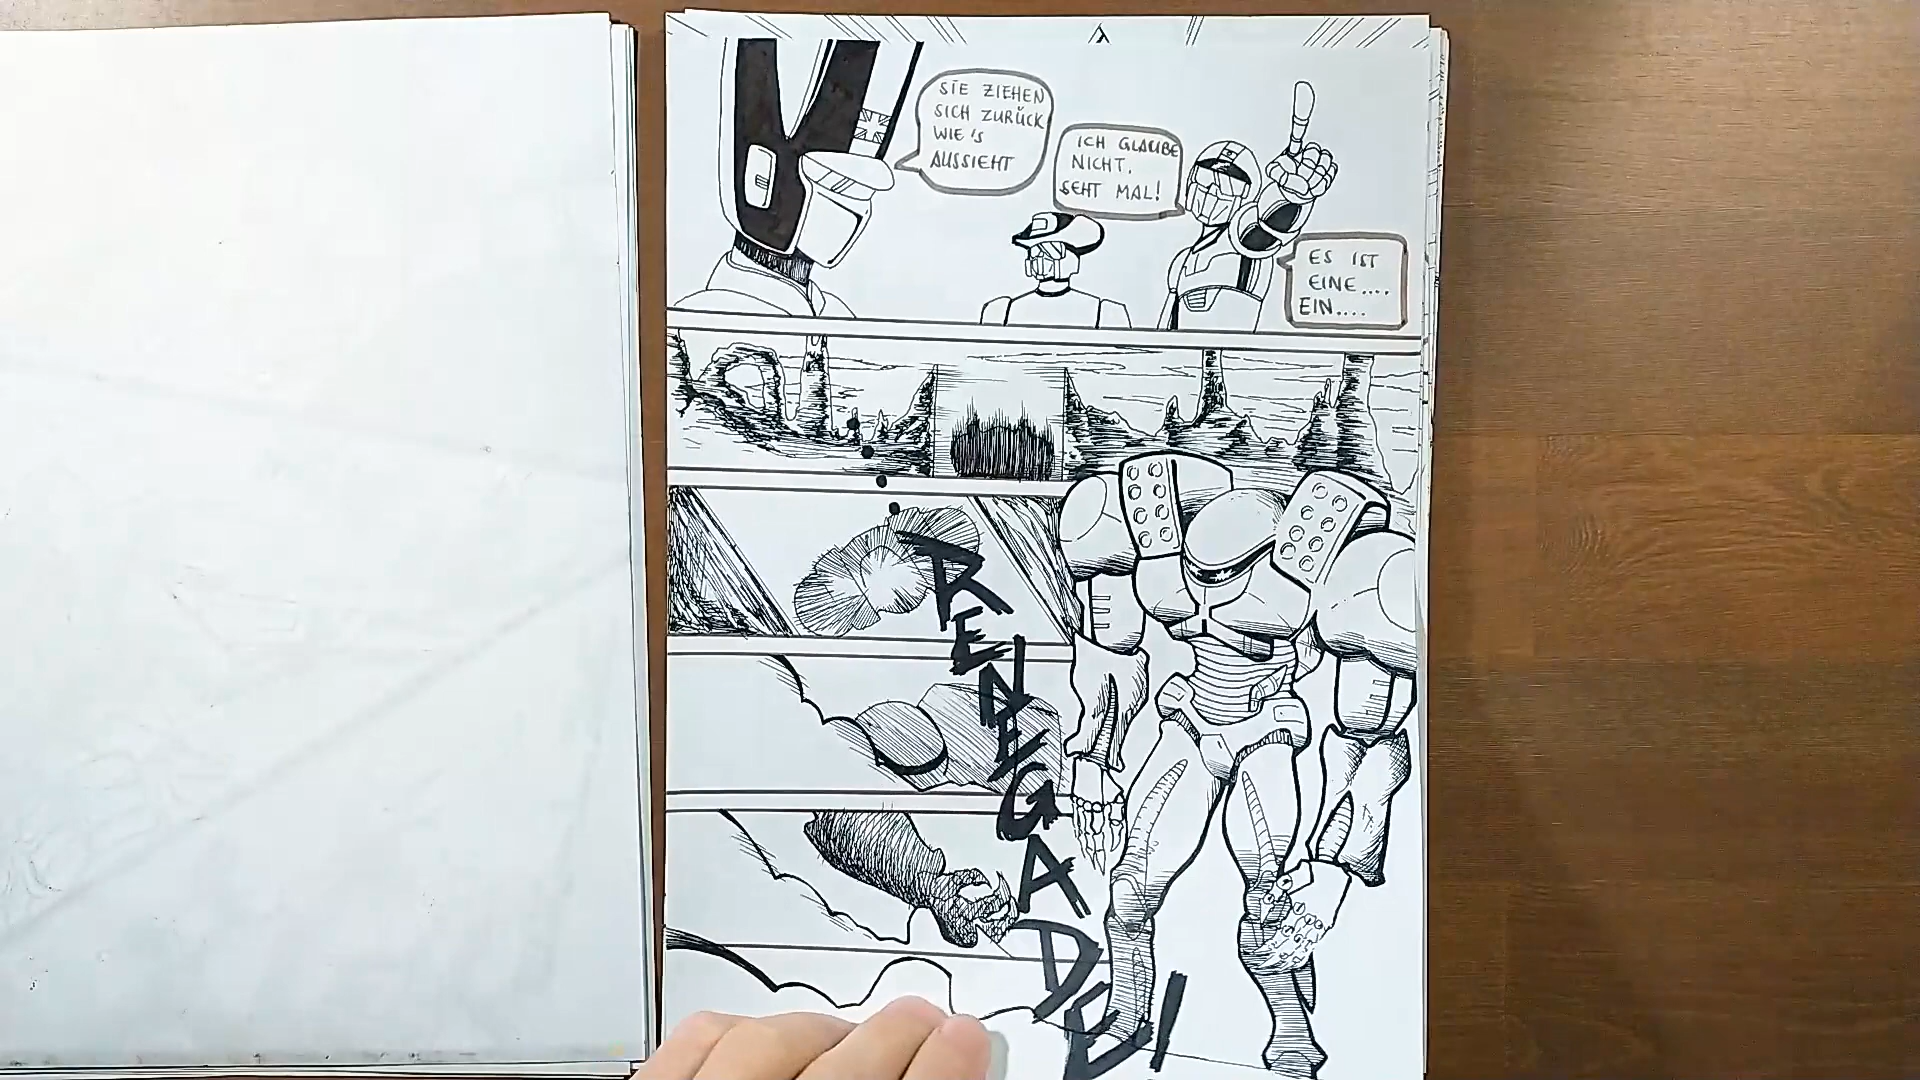 SIE ZIEHEN
SICH ZURÜCK
WIE'S
AUSSIEHT
ICH GLAUBE
NICHT.
SEHT MAL!
ES IST
EINE....
EIN....
RENEGADE!